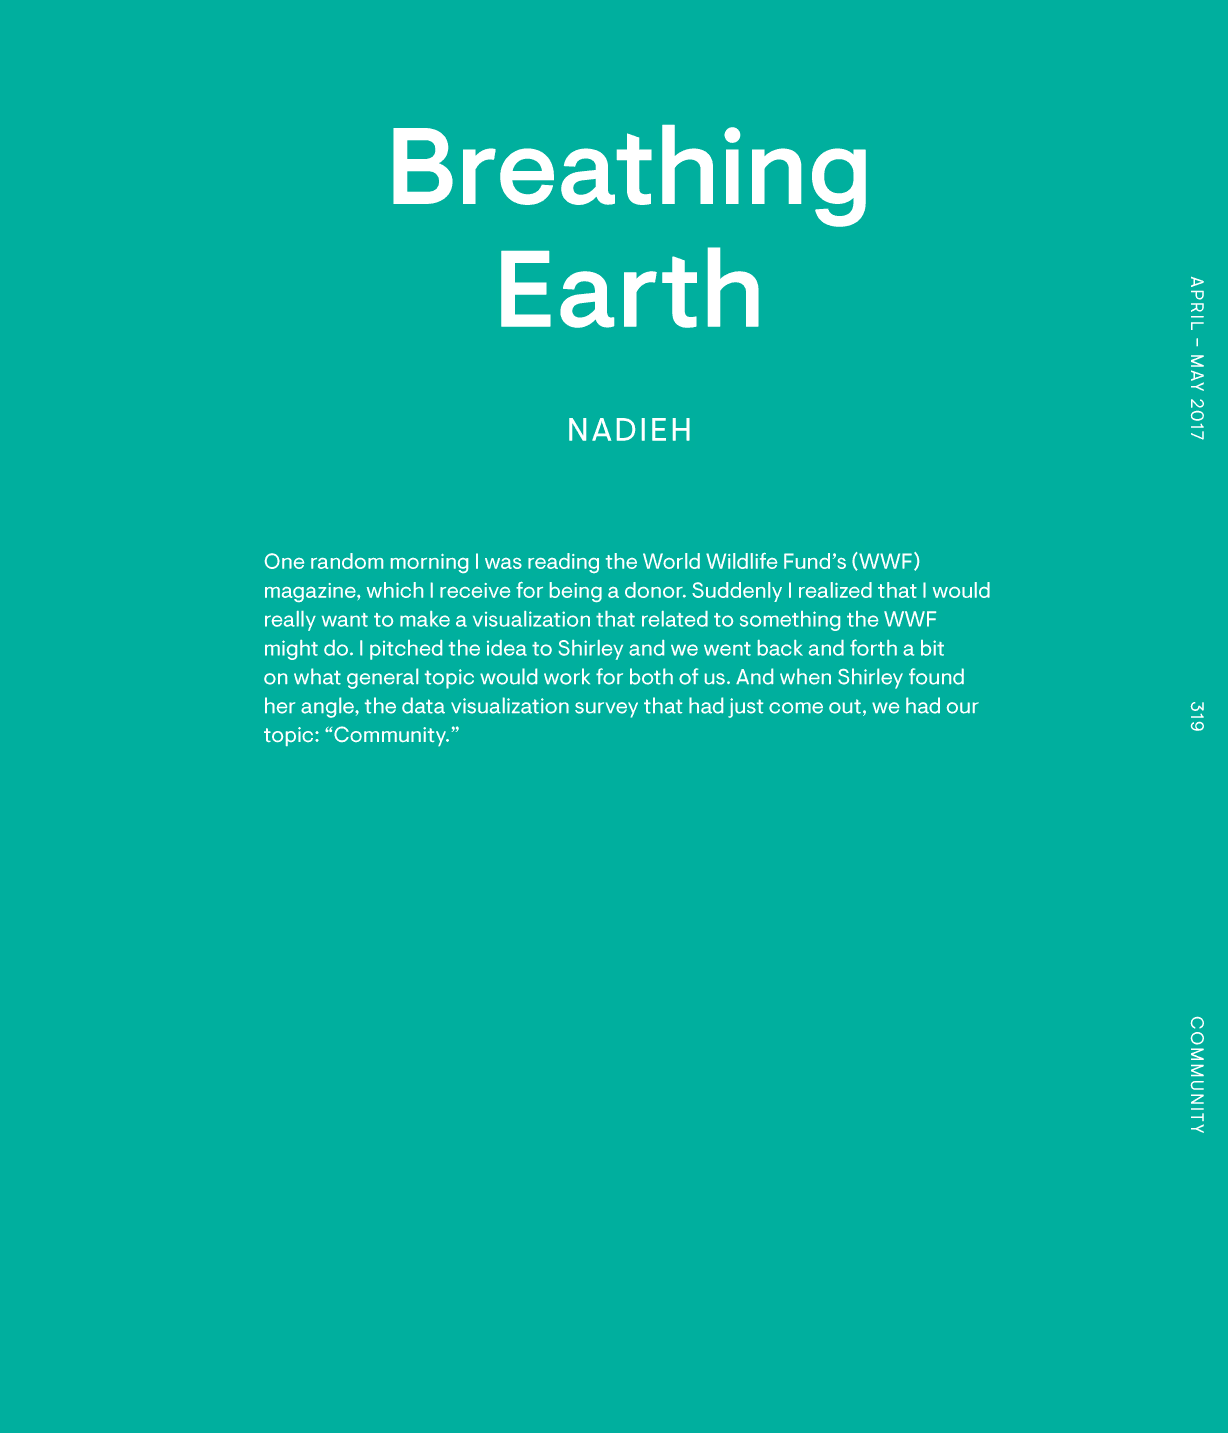 Breathing
Earth
NADIEH
One random morning I was reading the World Wildlife Fund’s (WWF)
magazine, which I receive for being a donor. Suddenly I realized that I would
really want to make a visualization that related to something the WWF
might do. I pitched the idea to Shirley and we went back and forth a bit
on what general topic would work for both of us. And when Shirley found
her angle, the data visualization survey that had just come out, we had our
topic: “Community.”
APRIL – MAY 2017
319
COMMUNITY